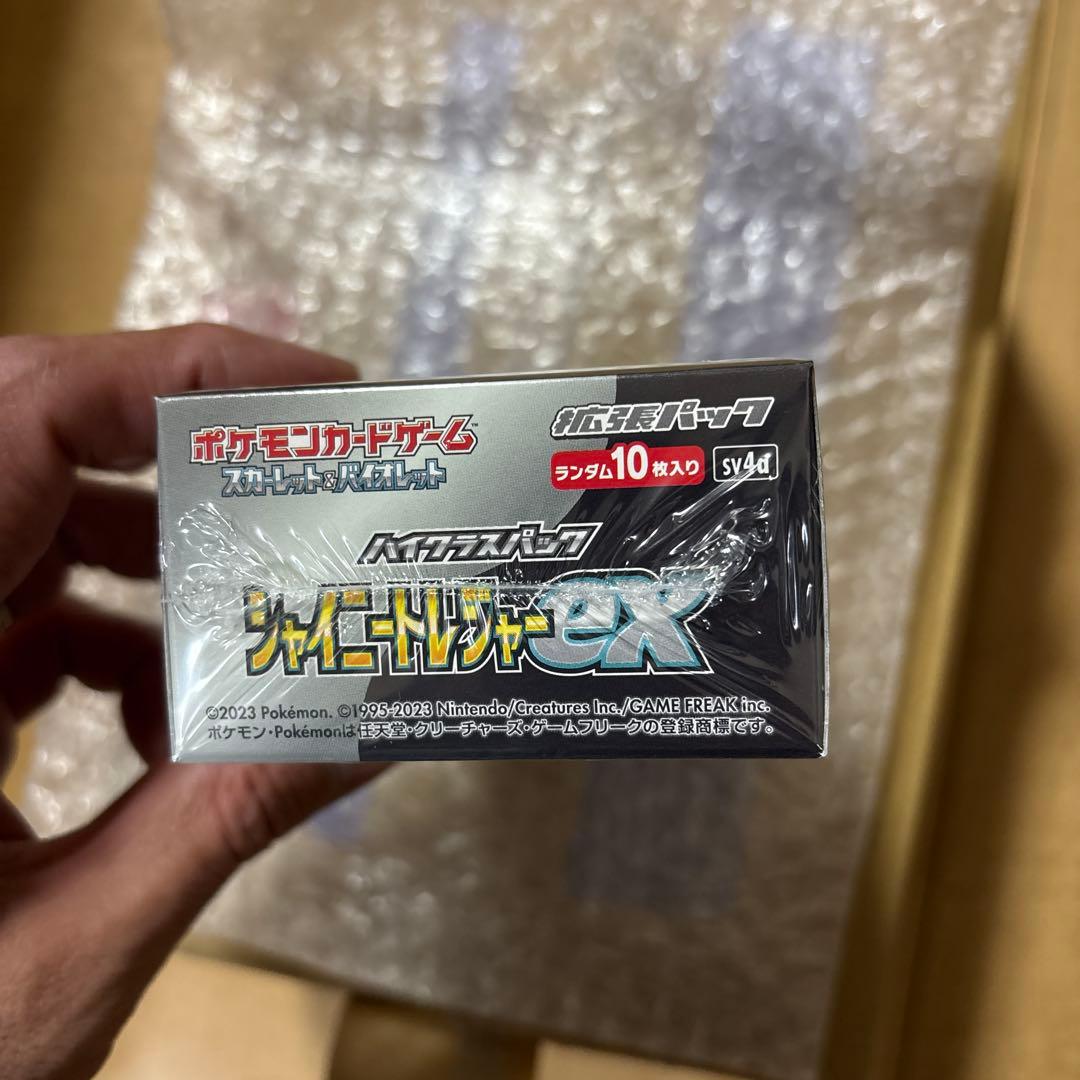 ポケモンカードゲーム™
スカーレット&バイオレット
拡張パック
ランダム10枚入り sv4a
ハイクラスパック
シャイニートレジャーex
©2023 Pokémon. ©1995-2023 Nintendo/Creatures Inc./GAME FREAK inc.
ポケモン・Pokémonは任天堂・クリーチャーズ・ゲームフリークの登録商標です。